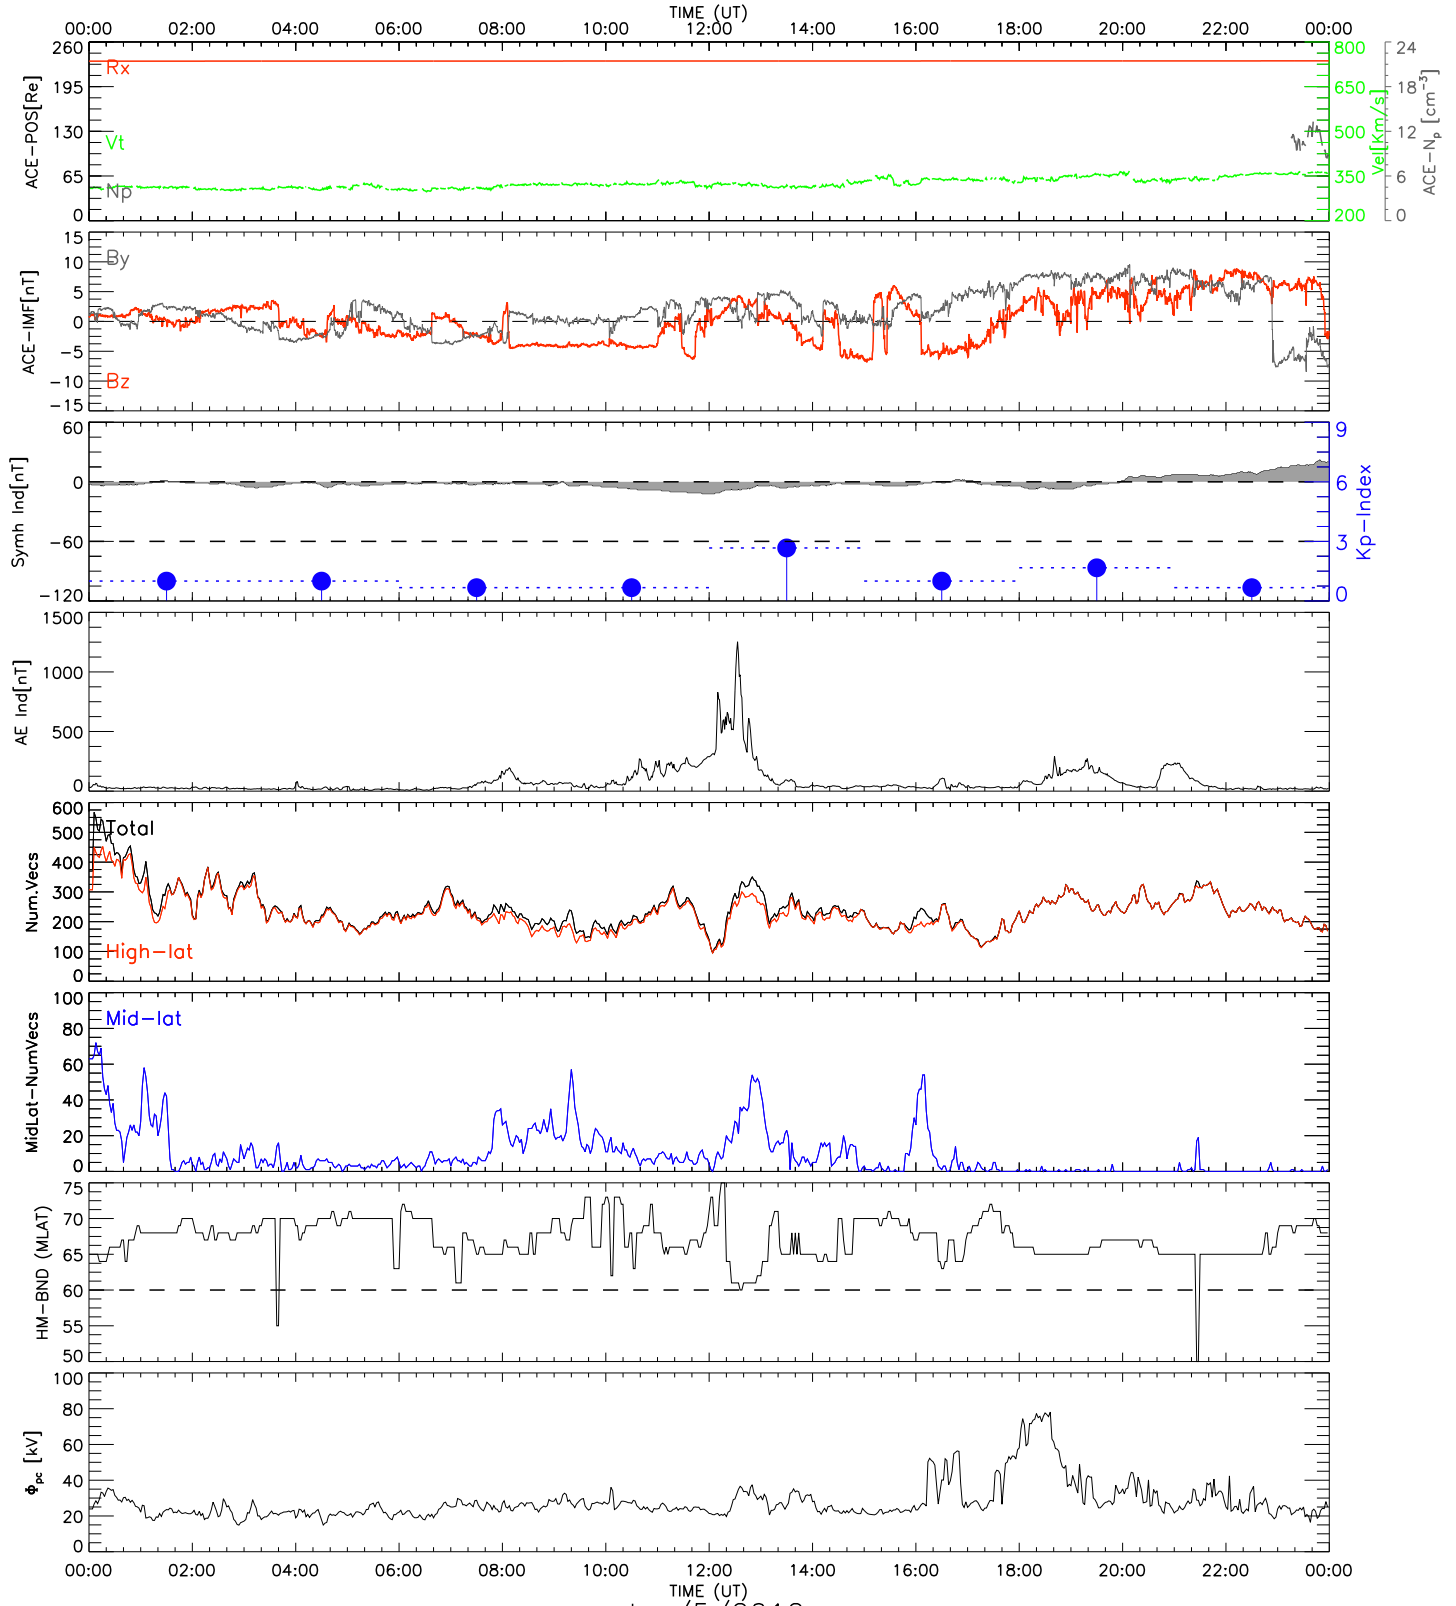 TIME (UT)
00:00 02:00 04:00 06:00 08:00 10:00 12:00 14:00 16:00 18:00 20:00 22:00 00:00
ACE-POS[Re]
260
195
130
65
0
Rx
Vt
Np
800
650
500
350
200
Vel[Km/s]
24
18
12
6
0
ACE-Np [cm-3]
ACE-IMF[nT]
15
10
5
0
-5
-10
-15
By
Bz
Symh Ind[nT]
60
0
-60
-120
9
6
3
0
Kp-Index
AE Ind[nT]
1500
1000
500
0
Num.Vecs
600
500
400
300
200
100
0
Total
High-lat
MidLat-NumVecs
100
80
60
40
20
0
Mid-lat
HM-BND (MLAT)
75
70
65
60
55
50
Φpc [kV]
100
80
60
40
20
0
00:00 02:00 04:00 06:00 08:00 10:00 12:00 14:00 16:00 18:00 20:00 22:00 00:00
TIME (UT)